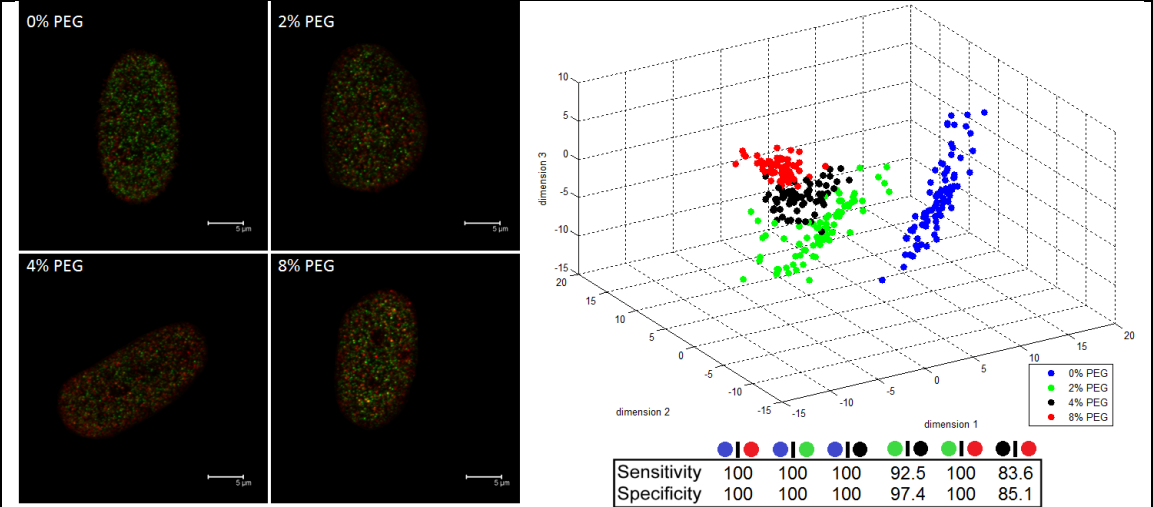 0% PEG
2% PEG
5 µm
5 µm
4% PEG
8% PEG
5 µm
5 µm
10
5
0
-5
-10
-15
dimension 3
20
15
10
5
0
-5
-10
-15
dimension 2
-15
-10
-5
0
5
10
15
20
dimension 1
0% PEG
2% PEG
4% PEG
8% PEG
Sensitivity 100 100 100 92.5 100 83.6
Specificity 100 100 100 97.4 100 85.1